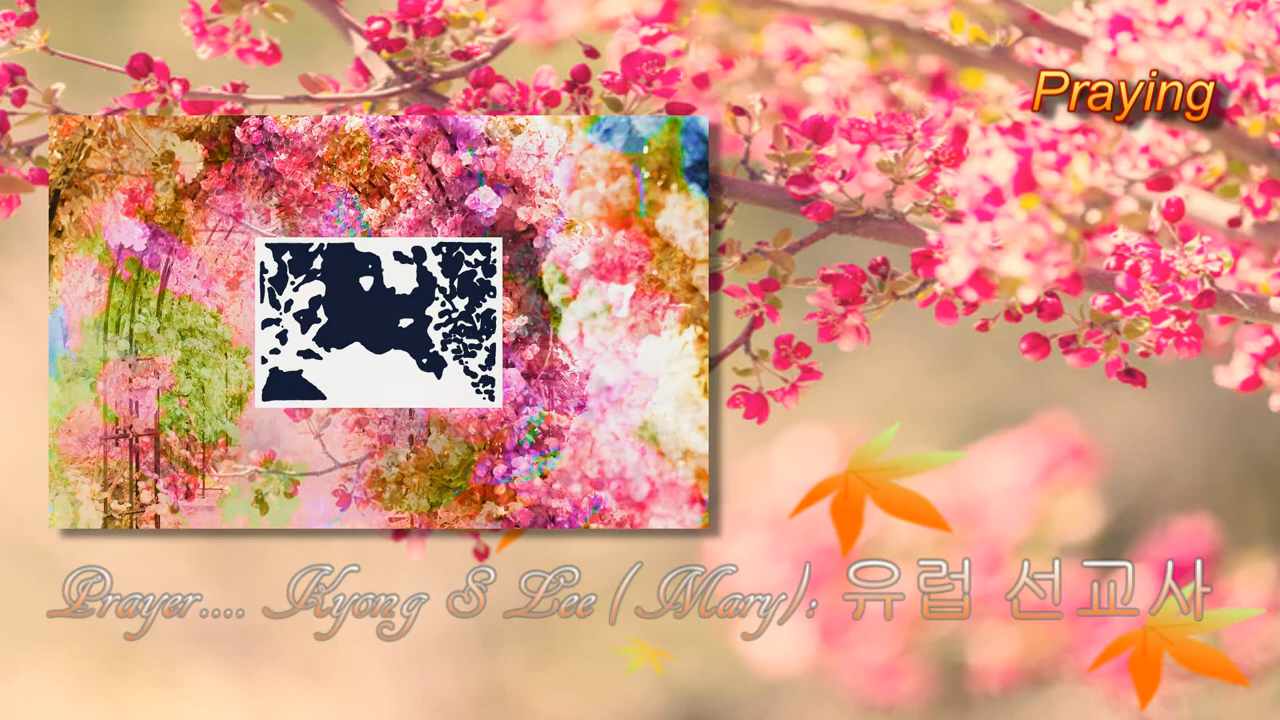 Praying
Prayer.... Kyong S Lee ( Mary): 유럽 선교사